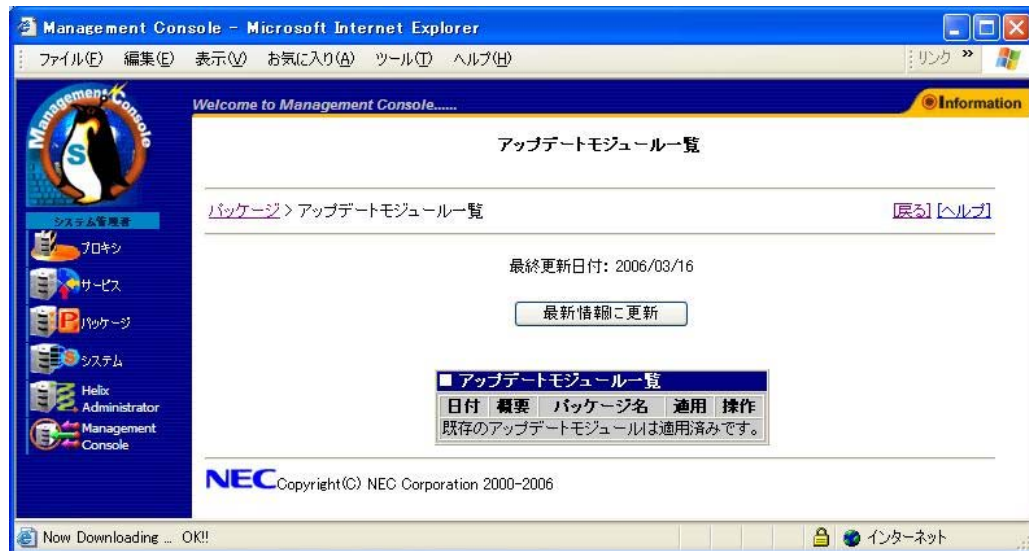 Management Console - Microsoft Internet Explorer
ファイル(F) 編集(E) 表示(V) お気に入り(A) ツール(T) ヘルプ(H) リンク »
Management Console
S
Welcome to Management Console......
Information
アップデートモジュール一覧
パッケージ > アップデートモジュール一覧 [戻る] [ヘルプ]
システム管理者
プロキシ
サービス
パッケージ
システム
Helix
Administrator
Management
Console
最終更新日付: 2006/03/16
最新情報に更新
■ アップデートモジュール一覧
日付 概要 パッケージ名 適用 操作
既存のアップデートモジュールは適用済みです。
NEC Copyright(C) NEC Corporation 2000-2006
Now Downloading ... OK!! インターネット